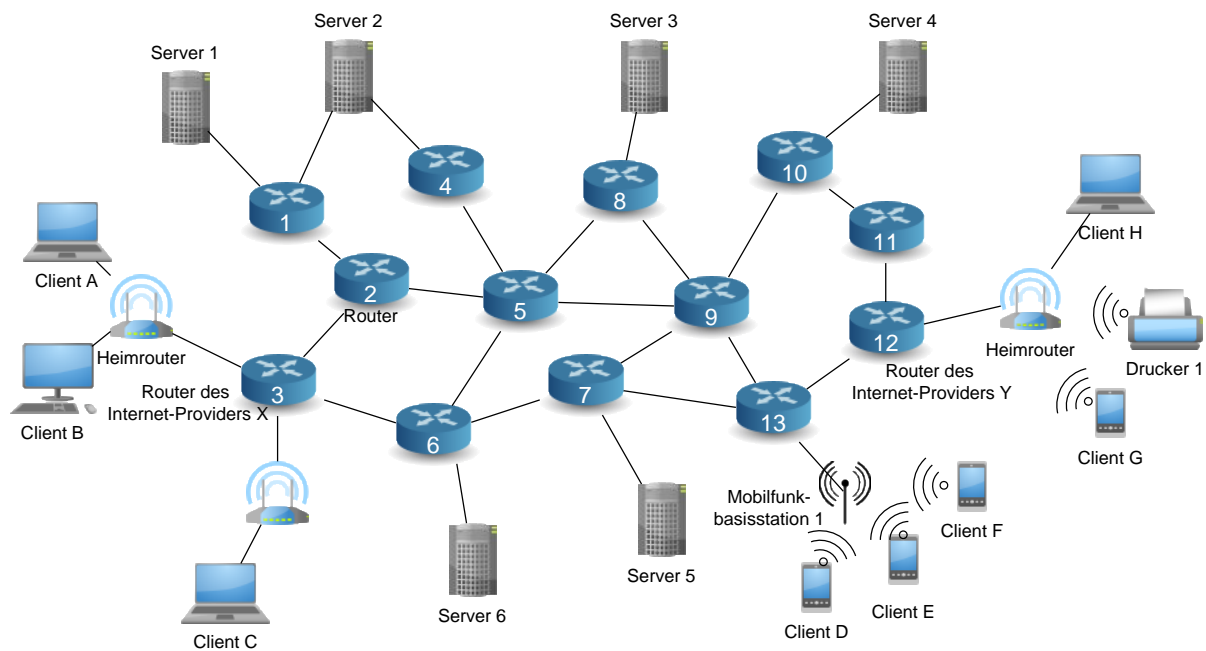 Server 2
Server 3
Server 4
Server 1
10
4
8
1
11
Client H
Client A
2
5
9
Router
12
Heimrouter
Heimrouter
Drucker 1
3
7
Router des
Internet-Providers X
Router des
Internet-Providers Y
Client B
6
13
Client G
Mobilfunk-
basisstation 1
Client F
Server 5
Client E
Server 6
Client D
Client C